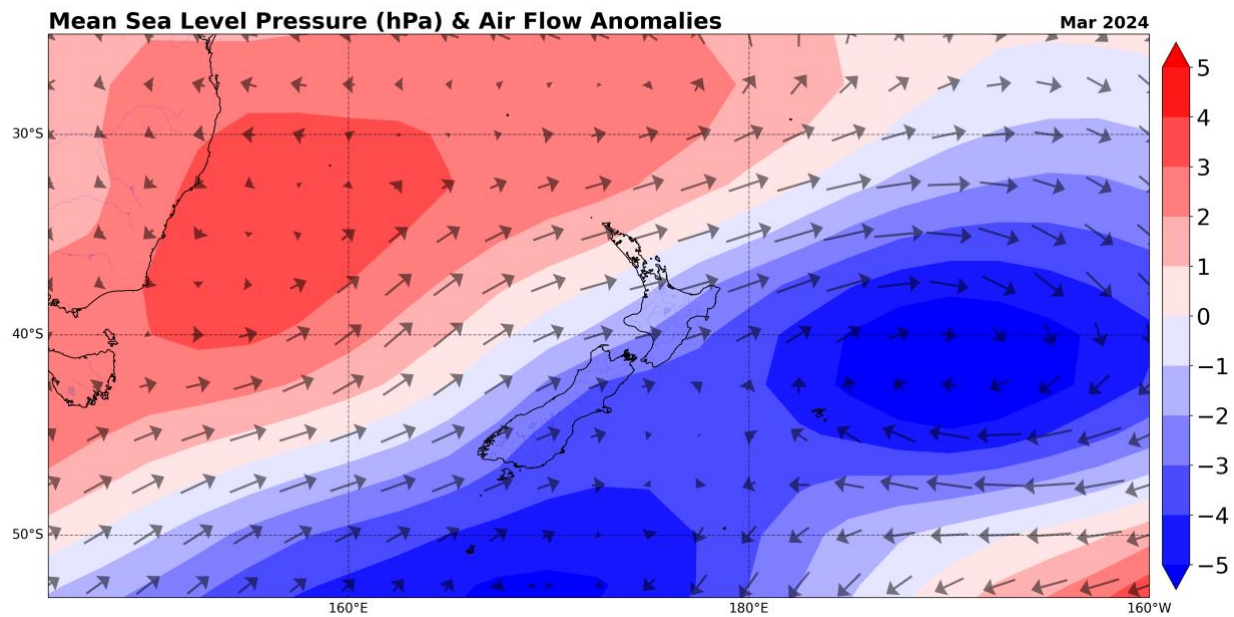 Mean Sea Level Pressure (hPa) & Air Flow Anomalies
Mar 2024
30°S
40°S
50°S
160°E
180°E
160°W
5
4
3
2
1
0
−1
−2
−3
−4
−5